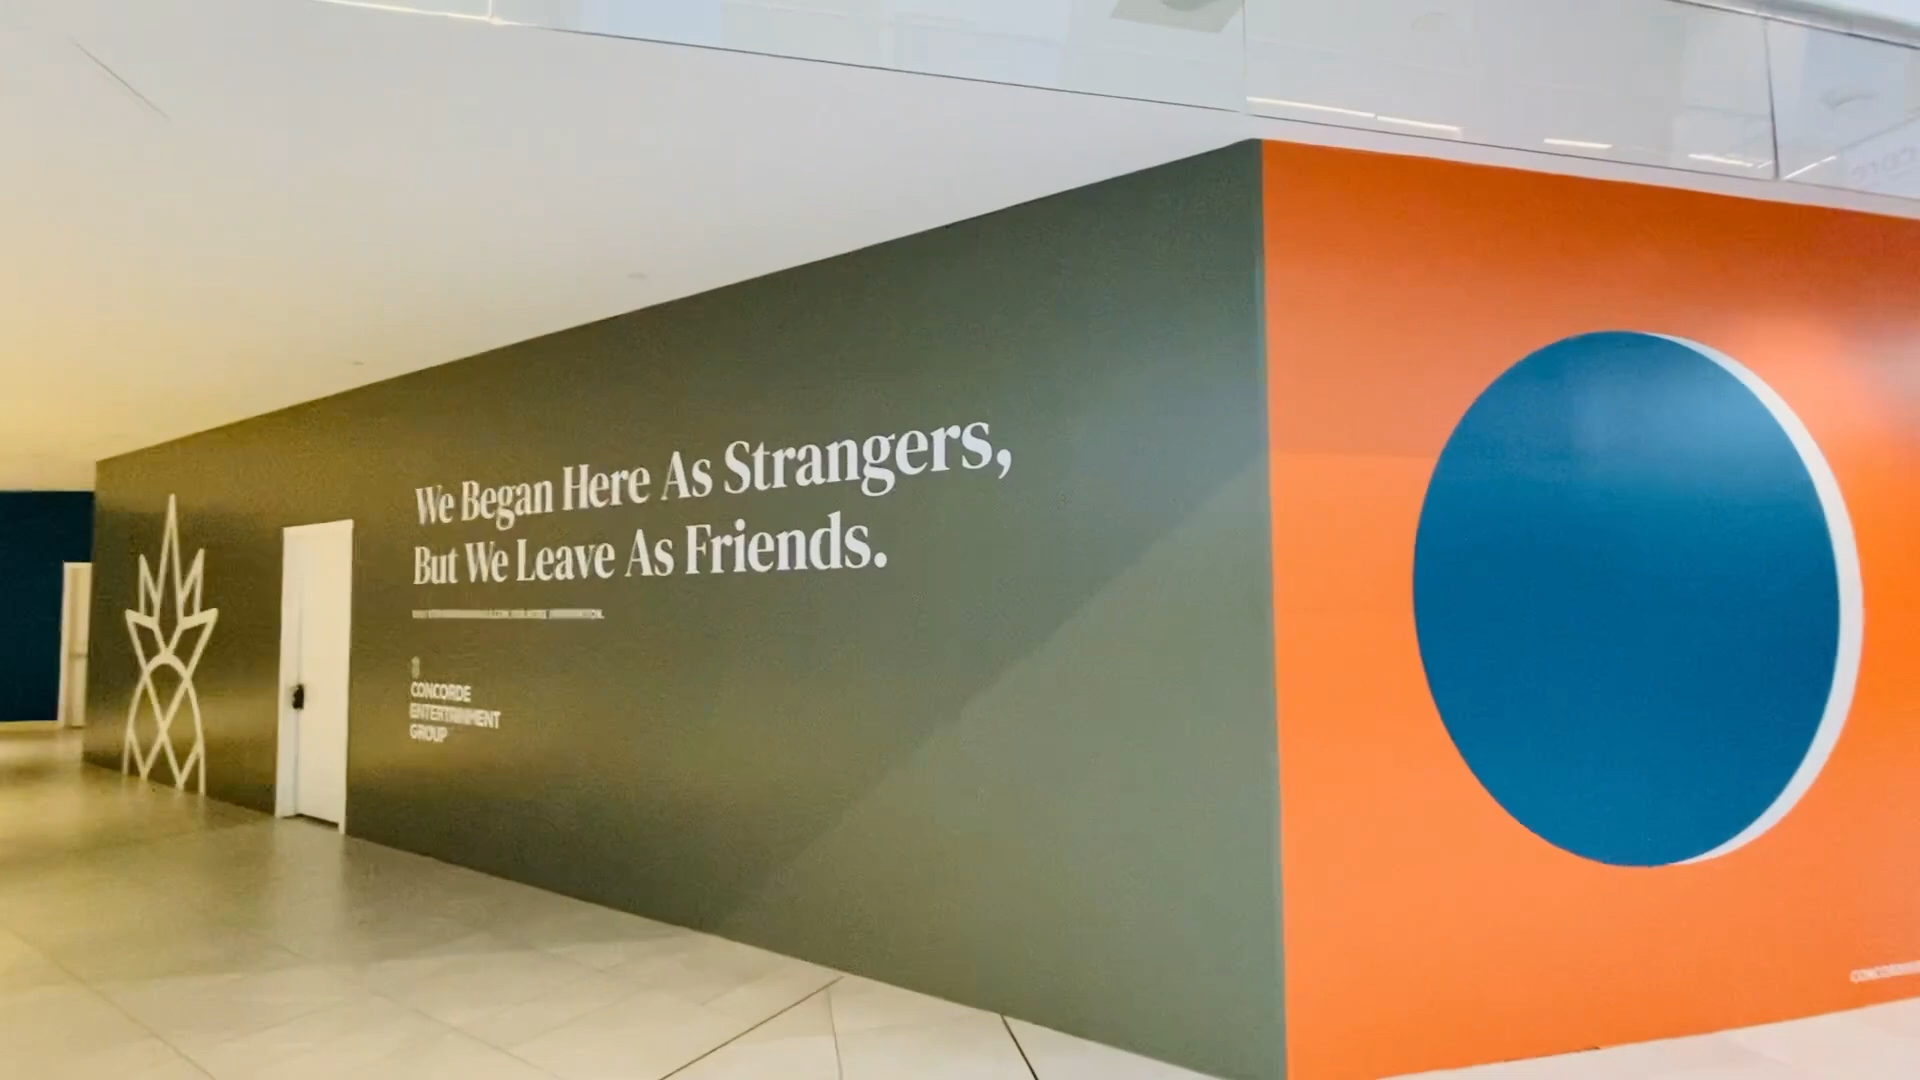 We Began Here As Strangers,
But We Leave As Friends.
CONCORDE
ENTERTAINMENT
GROUP